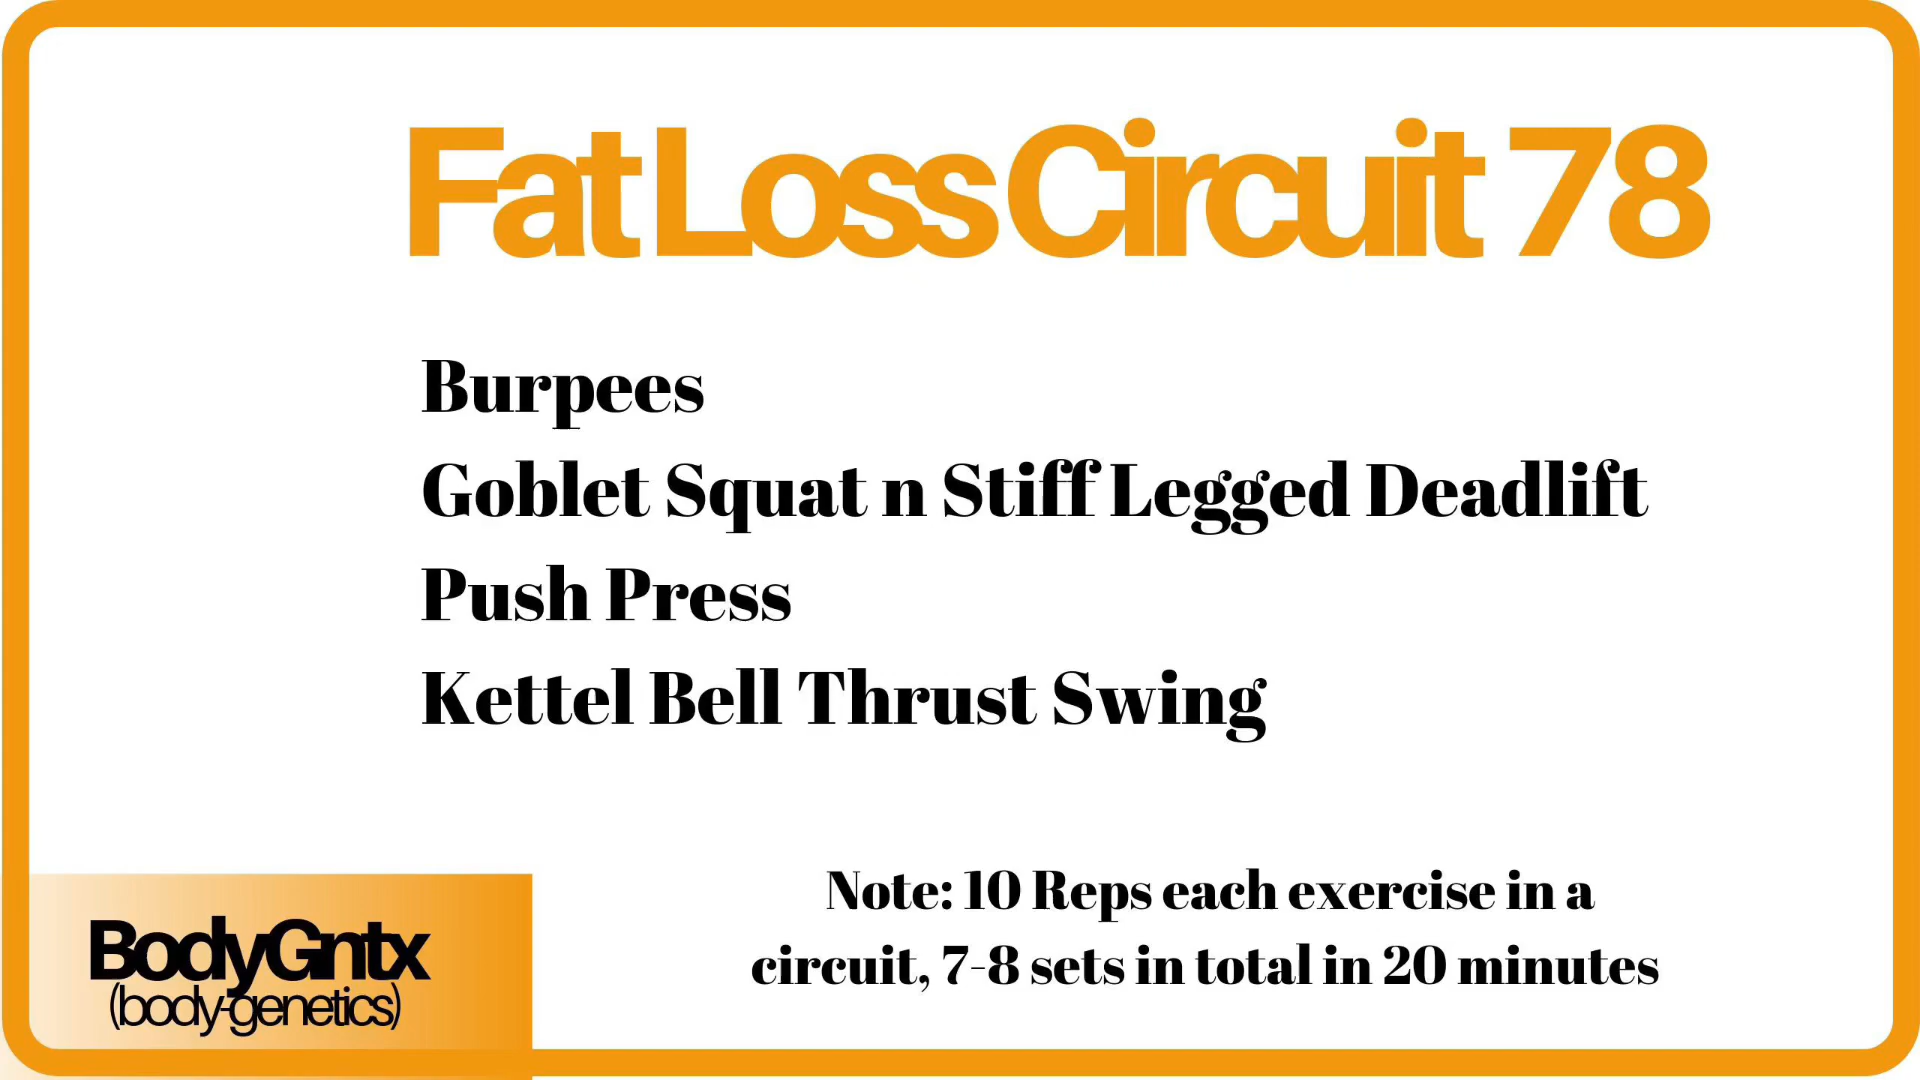 Fat Loss Circuit 78
Burpees
Goblet Squat n Stiff Legged Deadlift
Push Press
Kettel Bell Thrust Swing
Note: 10 Reps each exercise in a
circuit, 7-8 sets in total in 20 minutes
BodyGntx
(body-genetics)